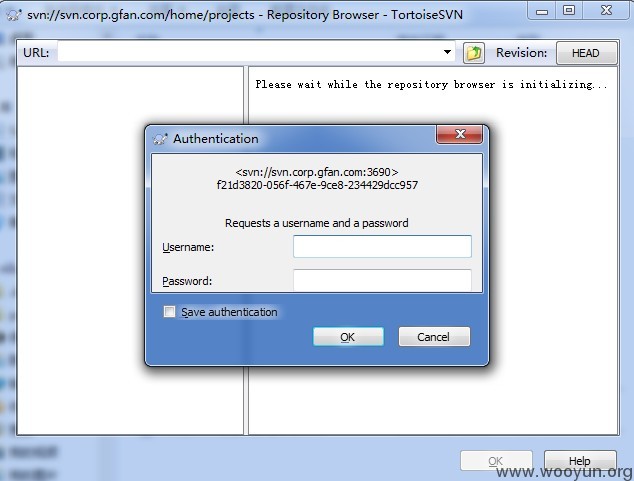 svn://svn.corp.gfan.com/home/projects - Repository Browser - TortoiseSVN
URL:
Revision: HEAD
Please wait while the repository browser is initializing...
Authentication
<svn://svn.corp.gfan.com:3690>
f21d3820-056f-467e-9ce8-234429dcc957
Requests a username and a password
Username:
Password:
Save authentication
OK Cancel
OK Help
www.wooyun.org